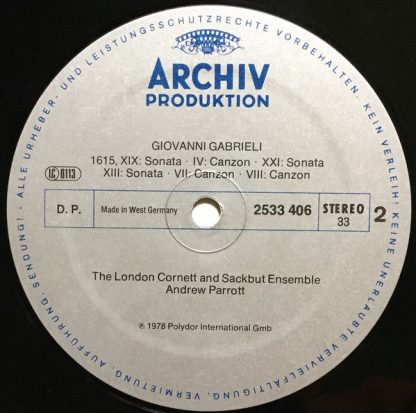 · ALLE URHEBER- UND LEISTUNGSSCHUTZRECHTE VORBEHALTEN. KEIN VERLEIH! KEINE UNERLAUBTE VERVIELFÄLTIGUNG, VERMIETUNG, AUFFÜHRUNG, SENDUNG!
ARCHIV
PRODUKTION
GIOVANNI GABRIELI
1615, XIX: Sonata · IV: Canzon · XXI: Sonata
XIII: Sonata · VII: Canzon · VIII: Canzon
LC 0113
D. P. Made in West Germany 2533 406 STEREO 33 2
The London Cornett and Sackbut Ensemble
Andrew Parrott
℗ 1978 Polydor International Gmb